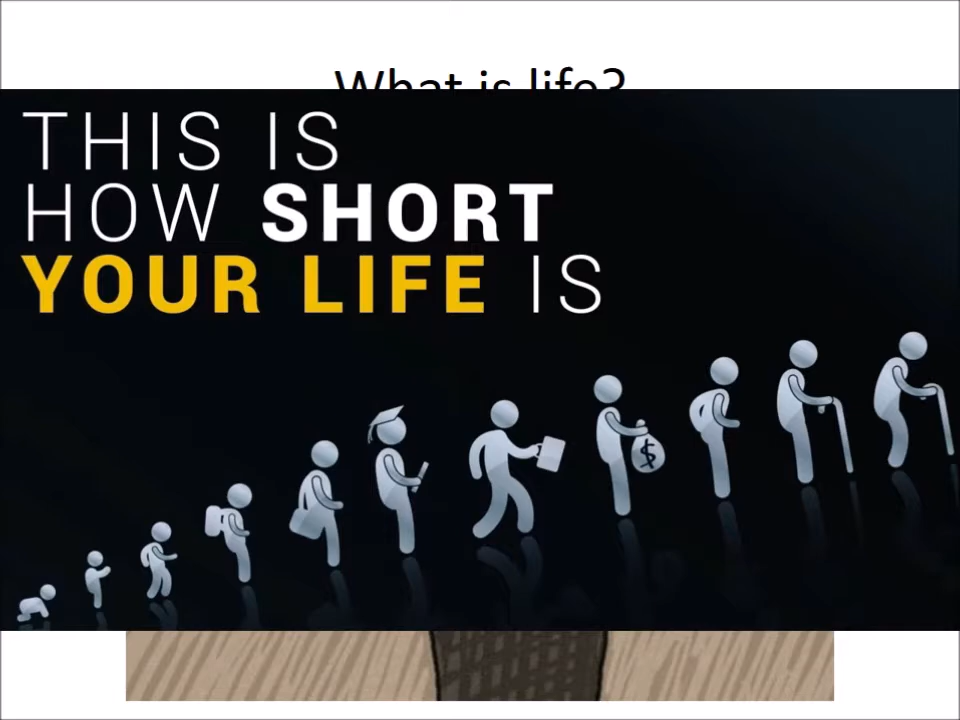 What is life?
THIS IS
HOW SHORT
YOUR LIFE IS
$